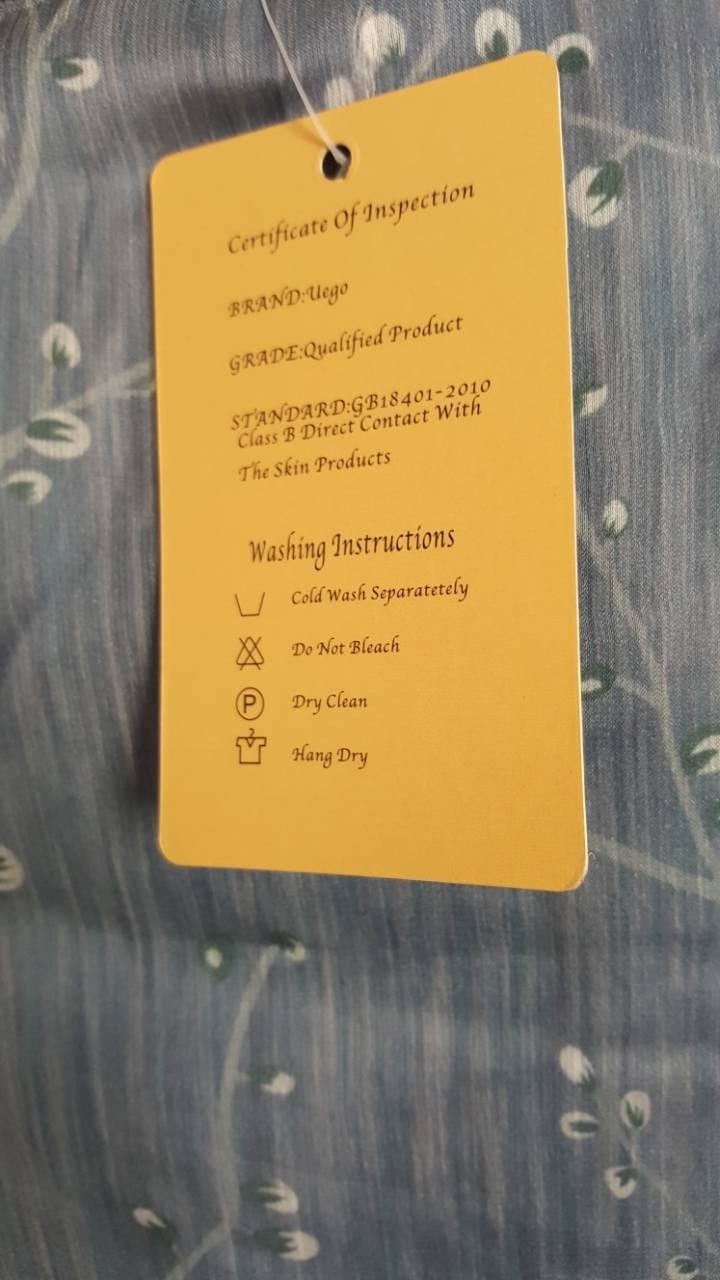 Certificate Of Inspection
BRAND:Uego
GRADE:Qualified Product
STANDARD:GB18401-2010
Class B Direct Contact With
The Skin Products
Washing Instructions
Cold Wash Separatetely
Do Not Bleach
P Dry Clean
Hang Dry